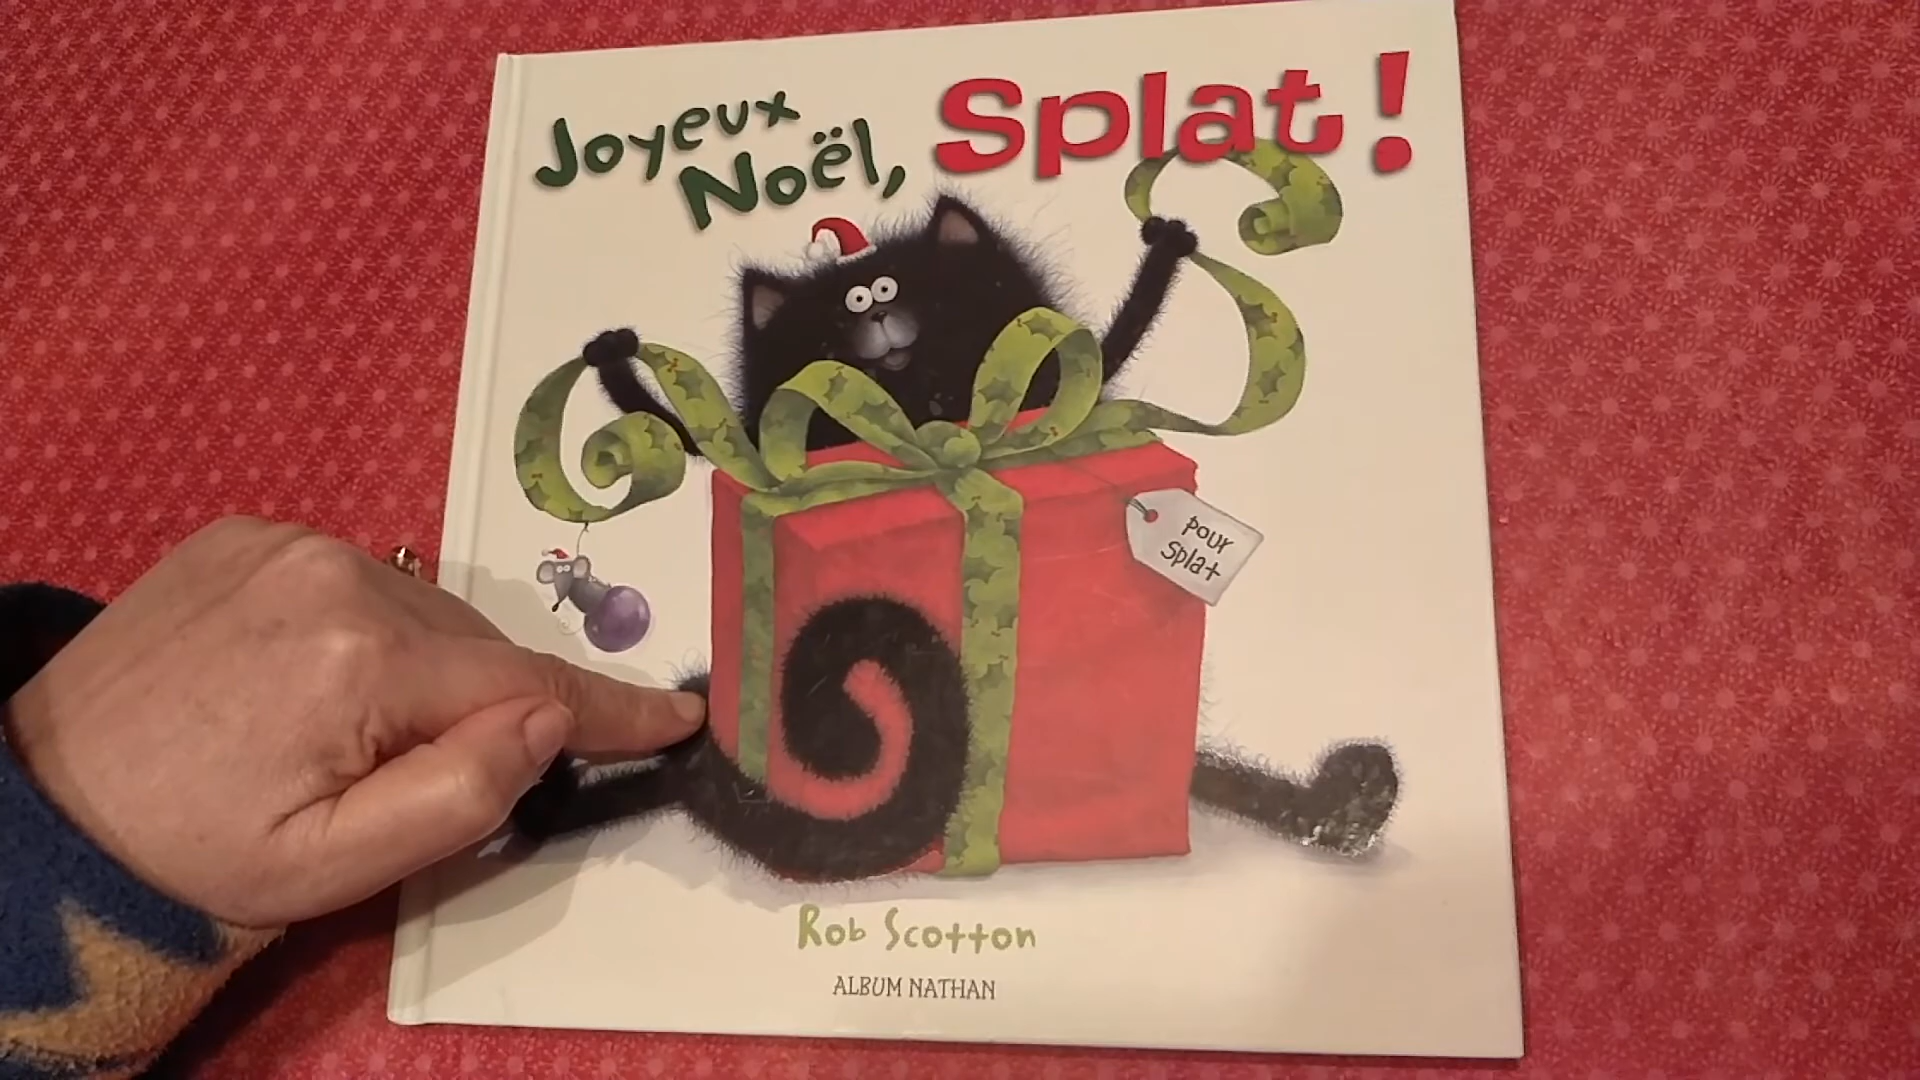 Joyeux
Noël, Splat!
pour
Splat
Rob Scotton
ALBUM NATHAN